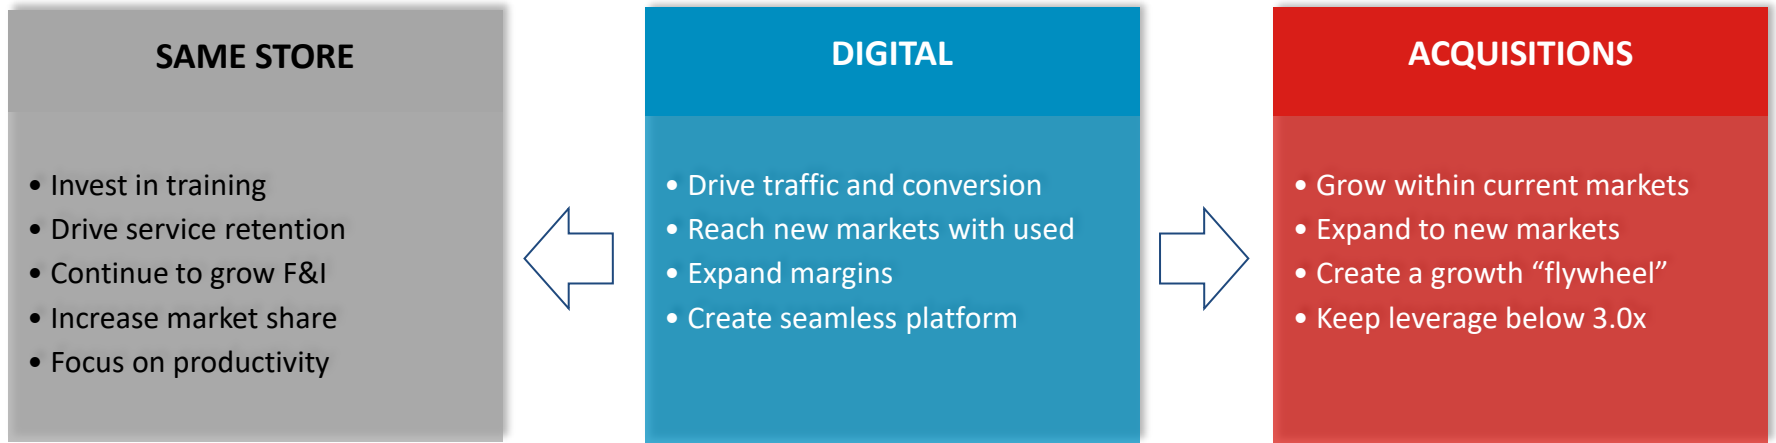 SAME STORE
• Invest in training
• Drive service retention
• Continue to grow F&I
• Increase market share
• Focus on productivity
DIGITAL
• Drive traffic and conversion
• Reach new markets with used
• Expand margins
• Create seamless platform
ACQUISITIONS
• Grow within current markets
• Expand to new markets
• Create a growth “flywheel”
• Keep leverage below 3.0x